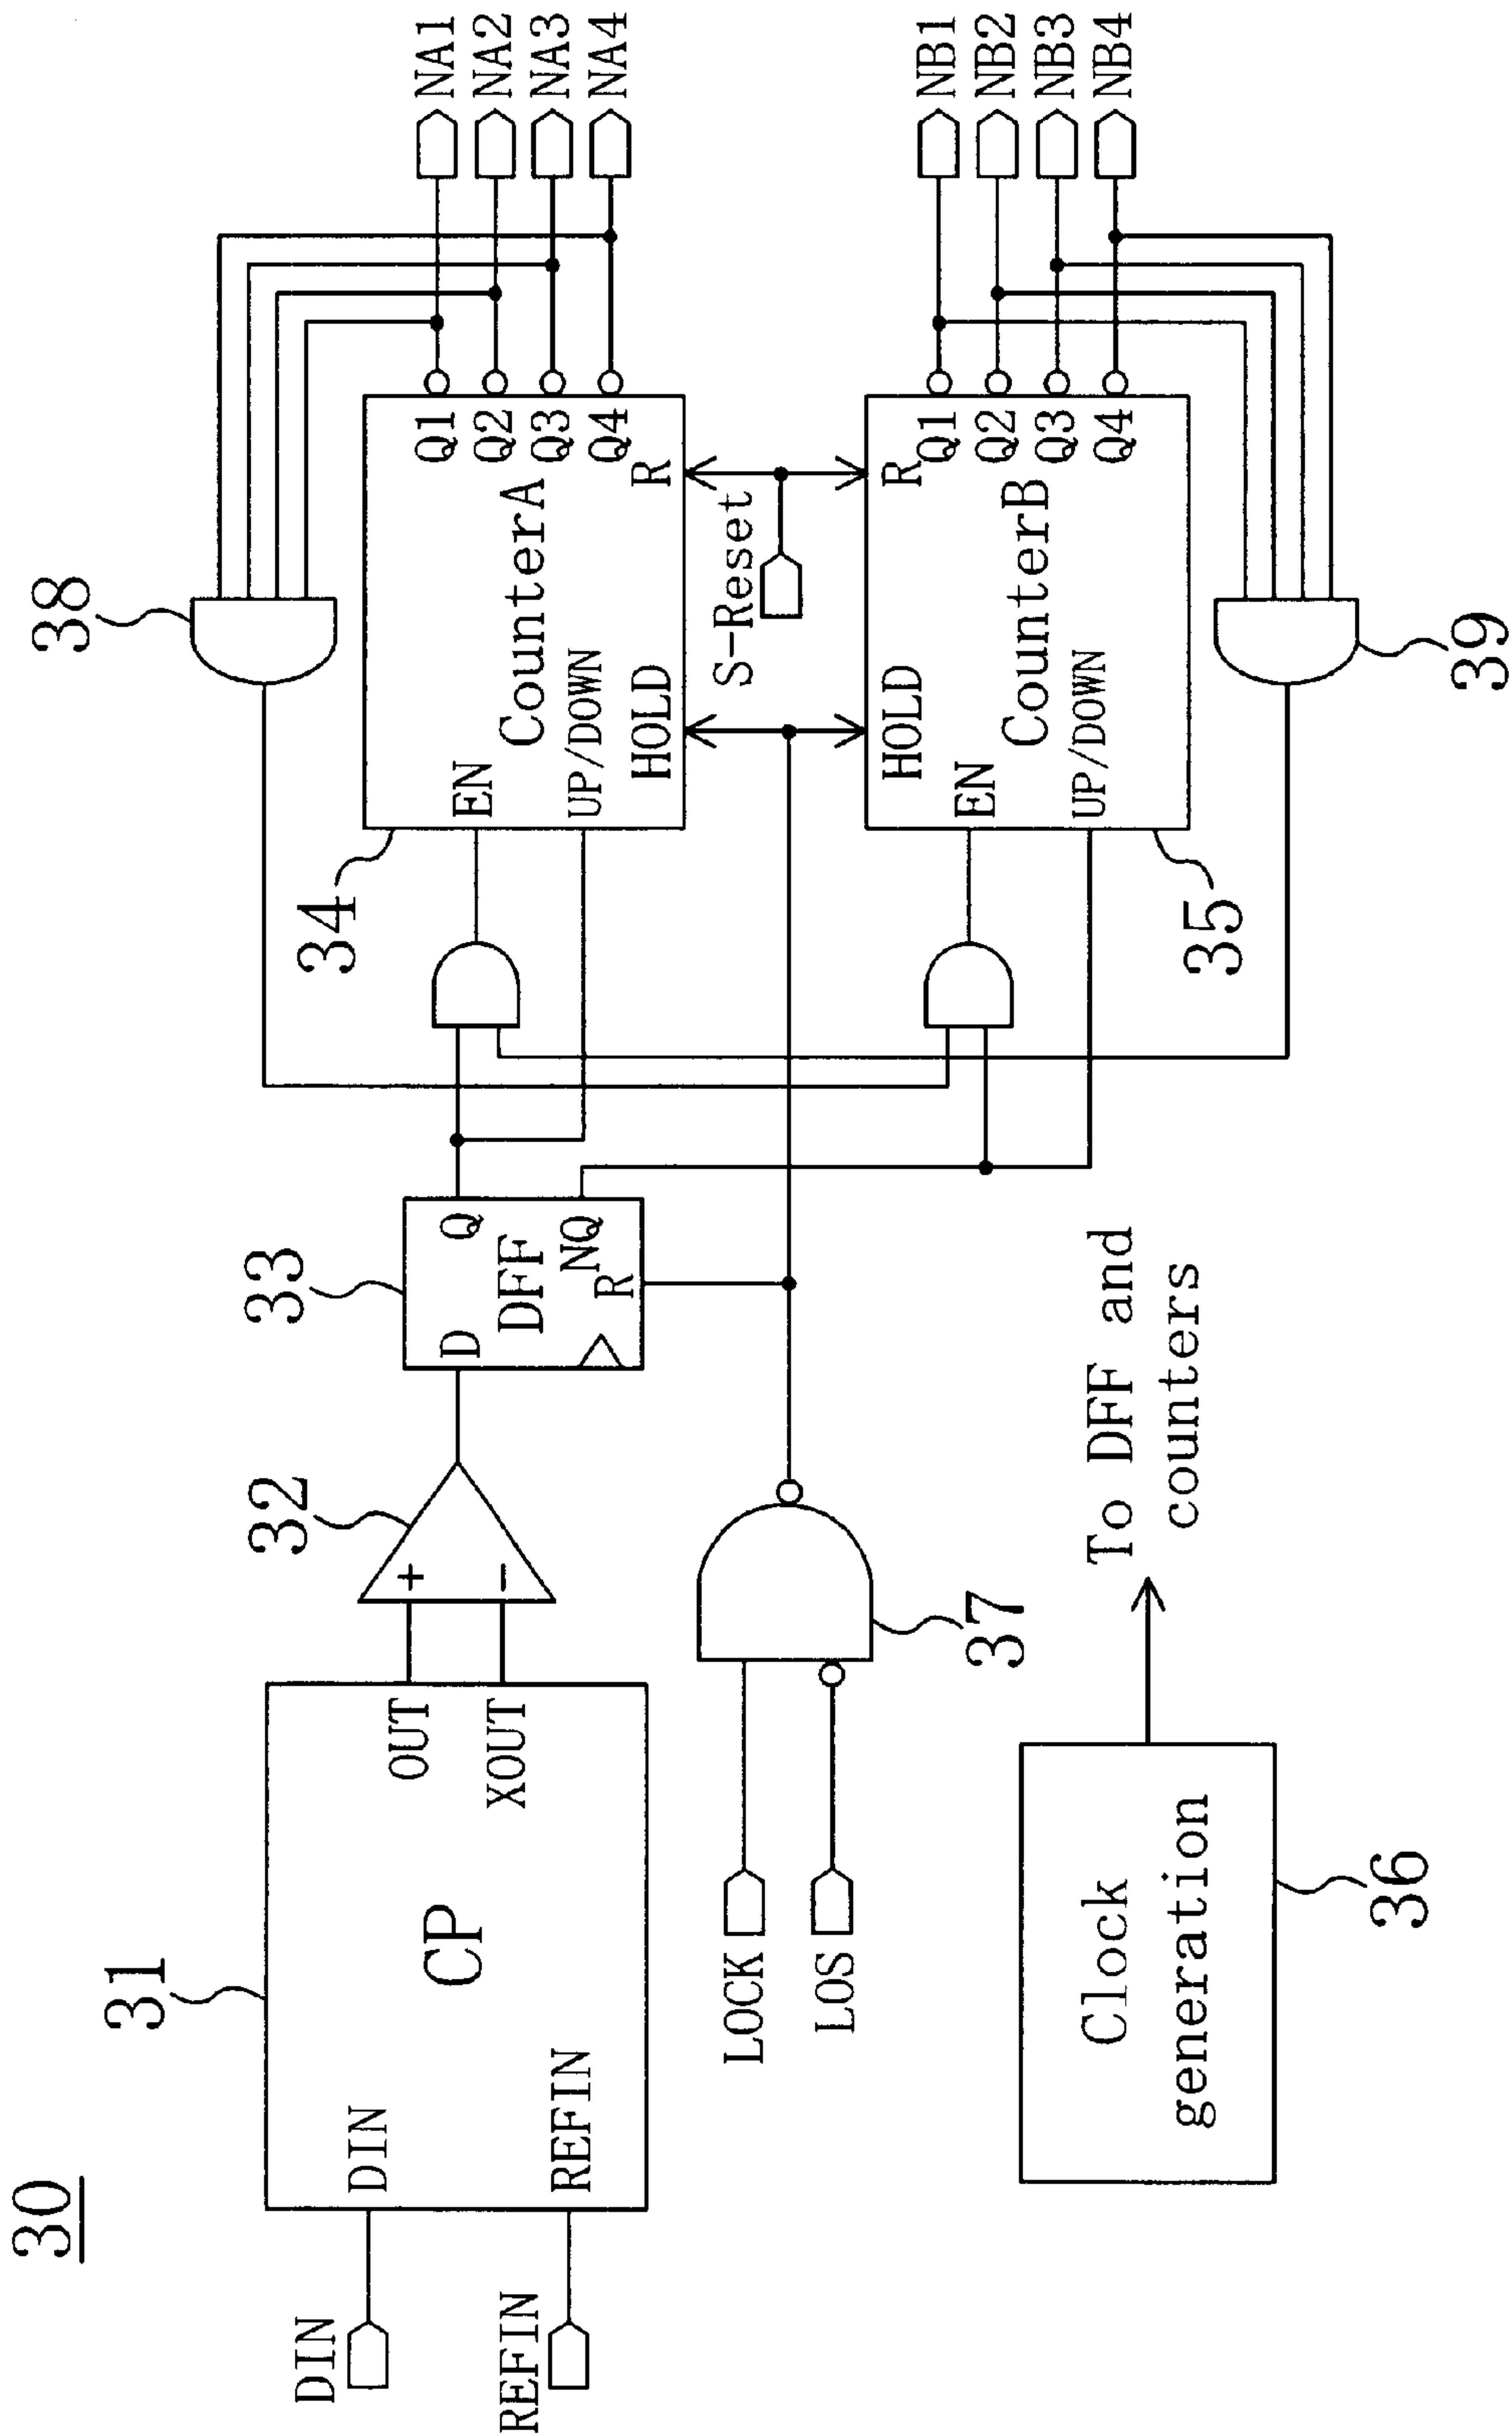 30
31
DIN
REFIN
DIN
REFIN
CP
OUT
XOUT
32
+
-
33
D
Q
DFF
NQ
R
34
EN
UP/DOWN
HOLD
CounterA
Q1
Q2
Q3
Q4
R
38
NA1
NA2
NA3
NA4
S-Reset
LOCK
LOS
37
HOLD
EN
UP/DOWN
CounterB
R
Q1
Q2
Q3
Q4
35
39
NB1
NB2
NB3
NB4
Clock
generation
36
To DFF and
counters